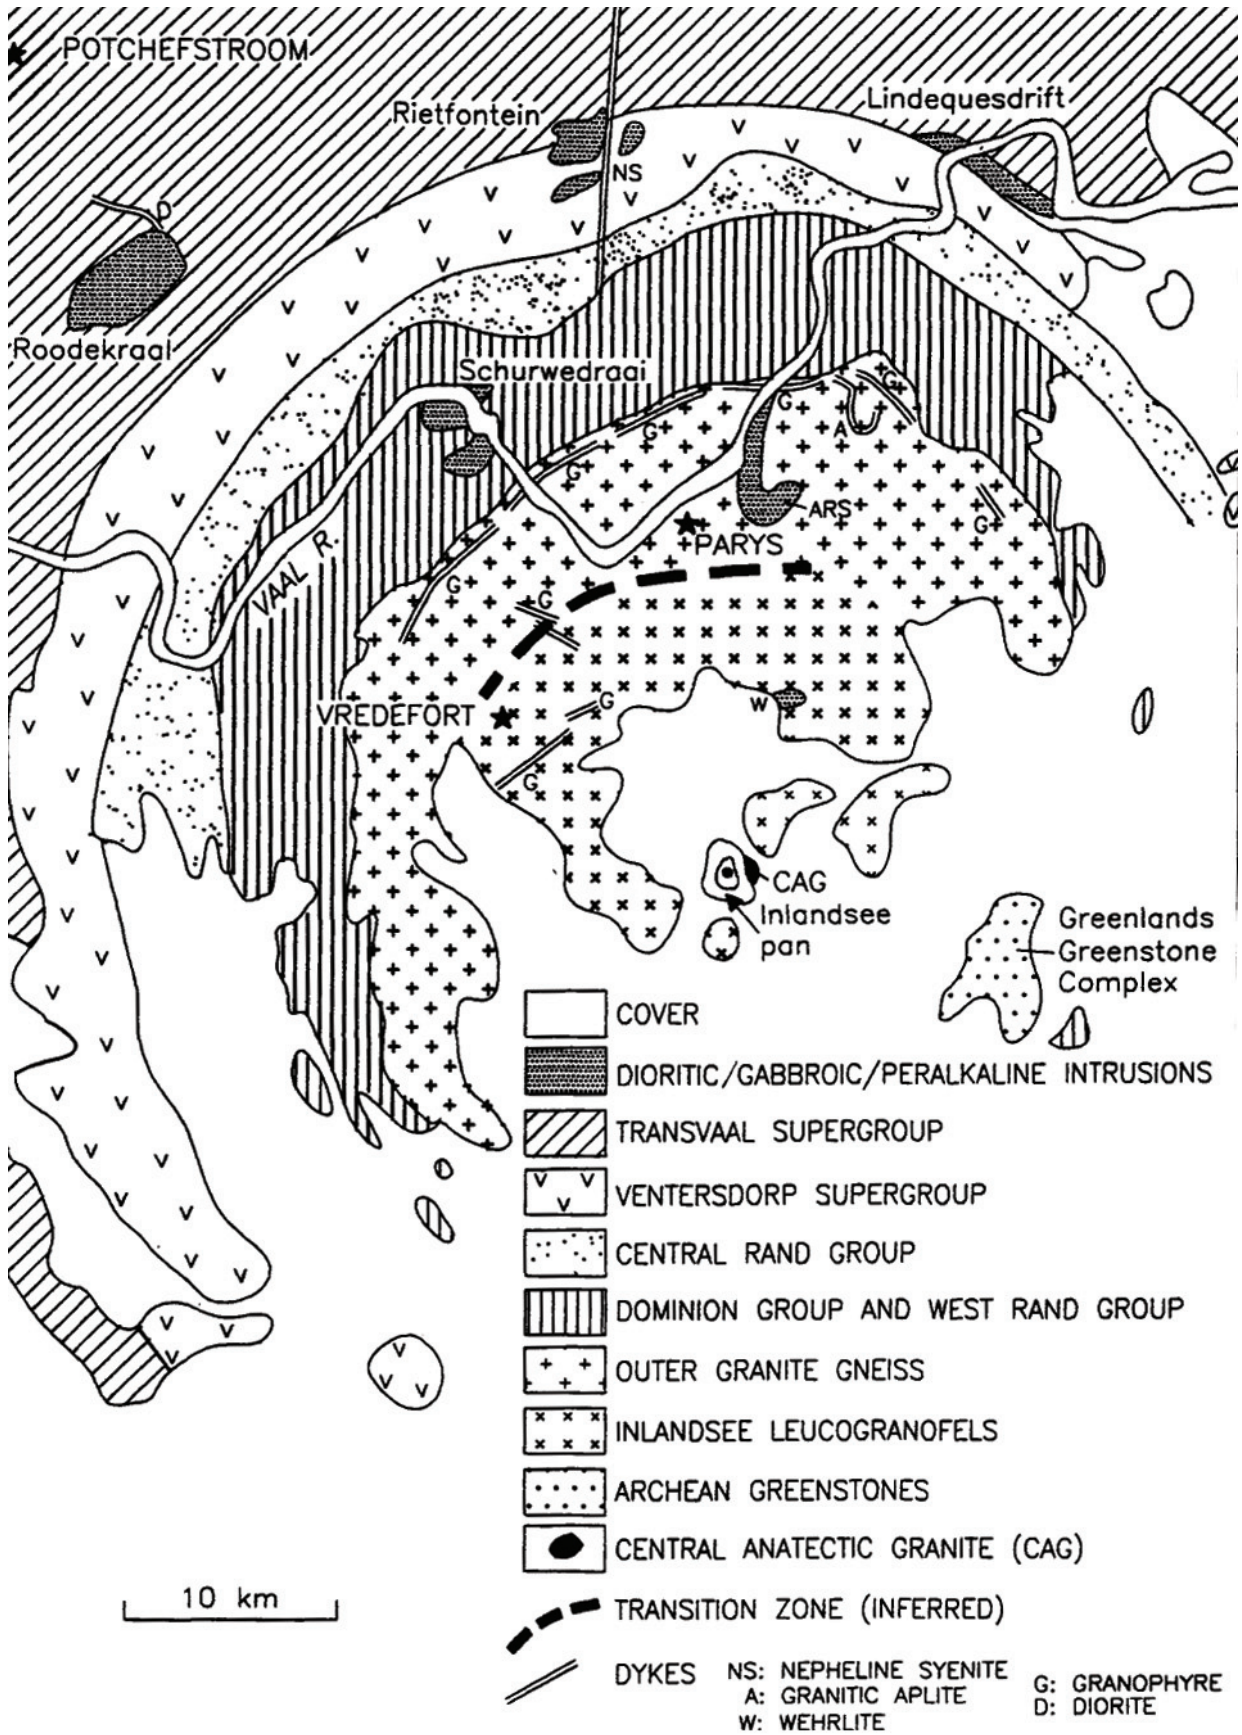 POTCHEFSTROOM
Rietfontein
Lindequesdrift
NS
D
Roodekraal
Schurwedraai
G
G
G
A
G
ARS
G
PARYS
VAAL R.
G
G
VREDEFORT
G
W
G
CAG
Inlandsee
pan
Greenlands
Greenstone
Complex
COVER
DIORITIC/GABBROIC/PERALKALINE INTRUSIONS
TRANSVAAL SUPERGROUP
VENTERSDORP SUPERGROUP
CENTRAL RAND GROUP
DOMINION GROUP AND WEST RAND GROUP
OUTER GRANITE GNEISS
INLANDSEE LEUCOGRANOFELS
ARCHEAN GREENSTONES
CENTRAL ANATECTIC GRANITE (CAG)
10 km
TRANSITION ZONE (INFERRED)
DYKES
NS: NEPHELINE SYENITE
A: GRANITIC APLITE
W: WEHRLITE
G: GRANOPHYRE
D: DIORITE